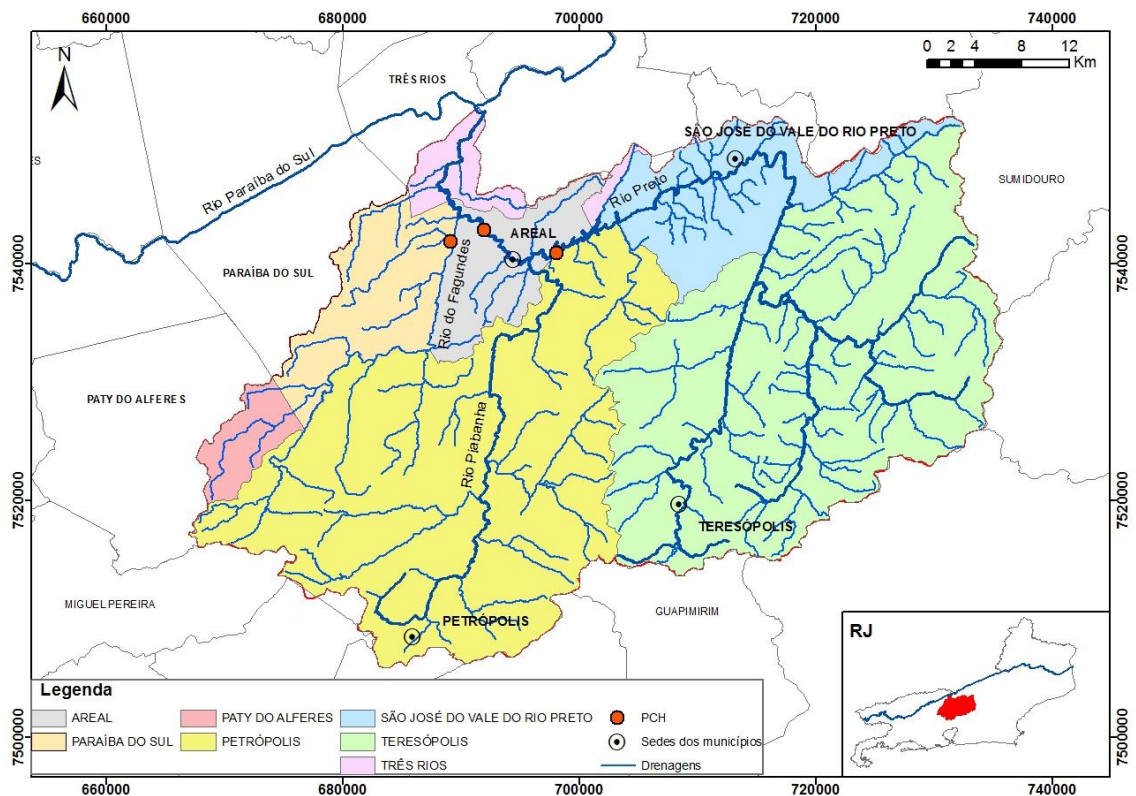 660000 680000 700000 720000 740000
N
0 2 4 8 12
Km
TRÊS RIOS
SÃO JOSÉ DO VALE DO RIO PRETO
ES
Rio Paraíba do Sul
Rio Preto
SUMIDOURO
7540000
AREAL
7540000
PARAÍBA DO SUL
Rio do Fagundes
PATY DO ALFERES
Rio Piabanha
7520000
7520000
TERESÓPOLIS
MIGUEL PEREIRA
GUAPIMIRIM
PETRÓPOLIS
RJ
Legenda
AREAL PATY DO ALFERES SÃO JOSÉ DO VALE DO RIO PRETO PCH
PARAÍBA DO SUL PETRÓPOLIS TERESÓPOLIS Sedes dos municípios
TRÊS RIOS Drenagens
7500000
7500000
660000 680000 700000 720000 740000